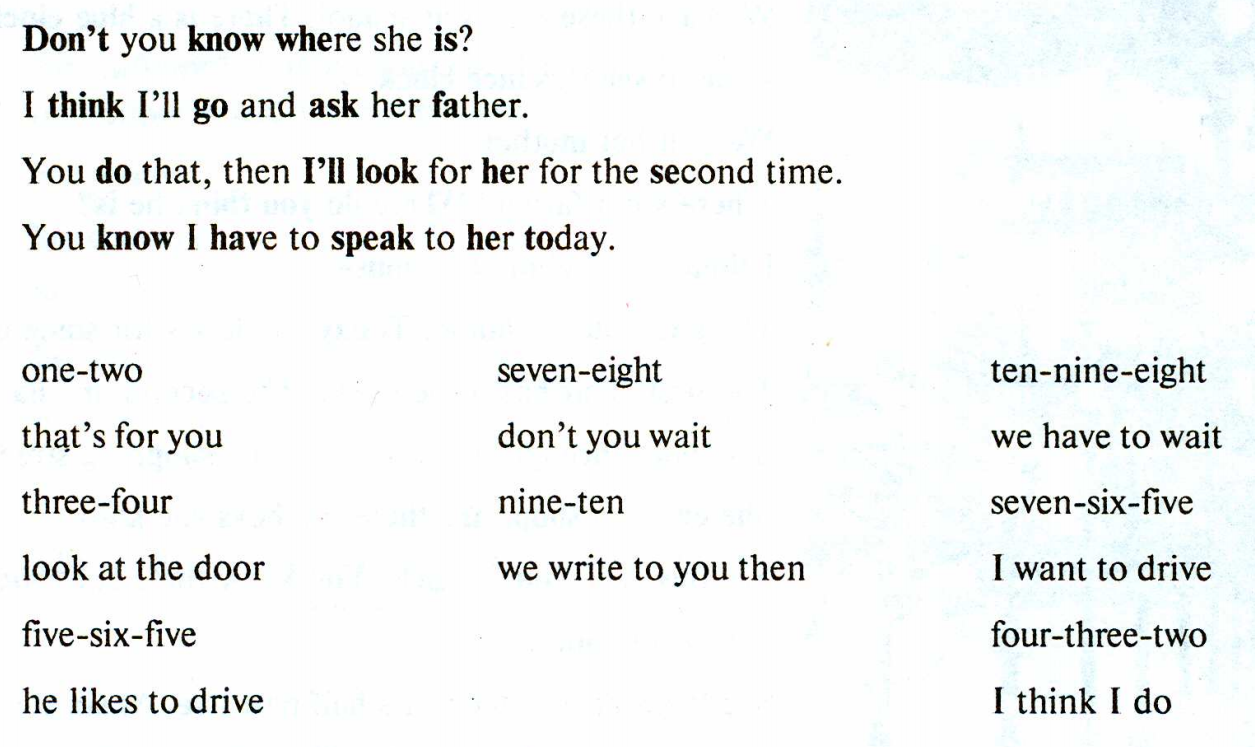 Don't you know where she is?
I think I'll go and ask her father.
You do that, then I'll look for her for the second time.
You know I have to speak to her today.
one-two
that's for you
three-four
look at the door
five-six-five
he likes to drive
seven-eight
don't you wait
nine-ten
we write to you then
ten-nine-eight
we have to wait
seven-six-five
I want to drive
four-three-two
I think I do